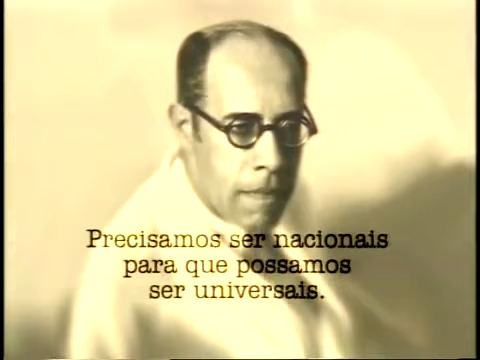 Precisamos ser nacionais
para que possamos
ser universais.